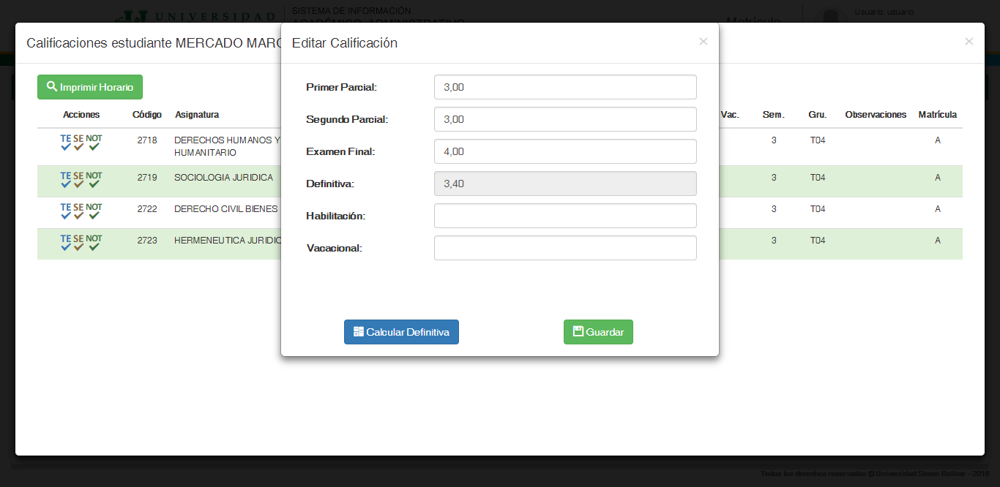 UNIVERSIDAD
SISTEMA DE INFORMACIÓN
ACADÉMICO ADMINISTRATIVO
Matrícula
Usuario: usuario
Calificaciones estudiante MERCADO MARC
×
Editar Calificación
×
Imprimir Horario
Acciones Código Asignatura Vac. Sem. Gru. Observaciones Matrícula
TE SE NOT 2718 DERECHOS HUMANOS Y 3 T04 A
HUMANITARIO
TE SE NOT 2719 SOCIOLOGIA JURIDICA 3 T04 A
TE SE NOT 2722 DERECHO CIVIL BIENES 3 T04 A
TE SE NOT 2723 HERMENEUTICA JURIDIC 3 T04 A
Primer Parcial: 3,00
Segundo Parcial: 3,00
Examen Final: 4,00
Definitiva: 3,40
Habilitación:
Vacacional:
Calcular Definitiva
Guardar
Todos los derechos reservados © Universidad Simon Bolivar - 2018